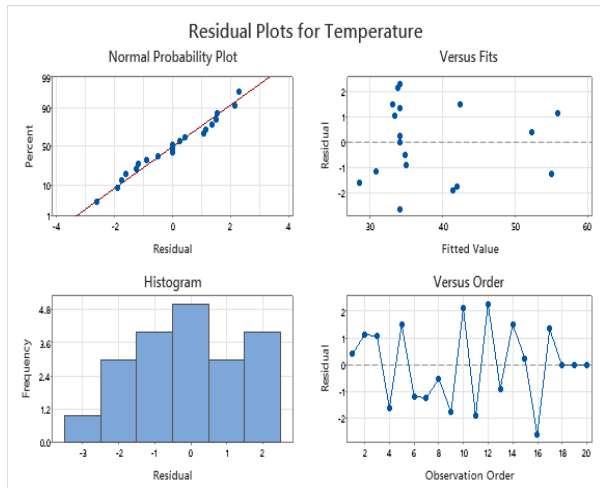 Residual Plots for Temperature
Normal Probability Plot
99
90
50
10
1
Percent
-4 -2 0 2 4
Residual
Versus Fits
2
1
0
-1
-2
Residual
30 40 50 60
Fitted Value
Histogram
4.8
3.6
2.4
1.2
0.0
Frequency
-3 -2 -1 0 1 2
Residual
Versus Order
2
1
0
-1
-2
Residual
2 4 6 8 10 12 14 16 18 20
Observation Order